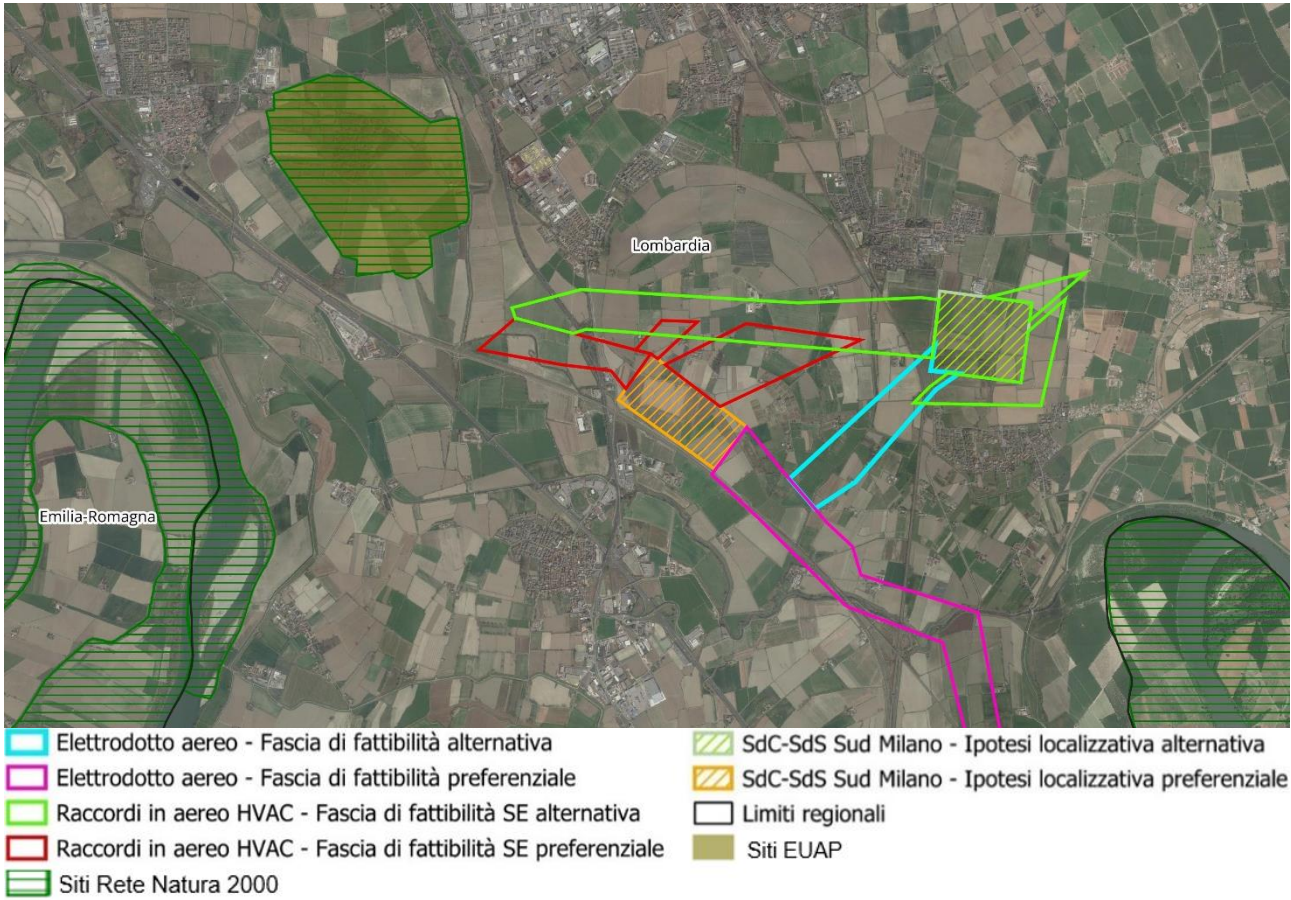 Lombardia
Emilia-Romagna
Elettrodotto aereo - Fascia di fattibilità alternativa
Elettrodotto aereo - Fascia di fattibilità preferenziale
Raccordi in aereo HVAC - Fascia di fattibilità SE alternativa
Raccordi in aereo HVAC - Fascia di fattibilità SE preferenziale
Siti Rete Natura 2000
SdC-SdS Sud Milano - Ipotesi localizzativa alternativa
SdC-SdS Sud Milano - Ipotesi localizzativa preferenziale
Limiti regionali
Siti EUAP